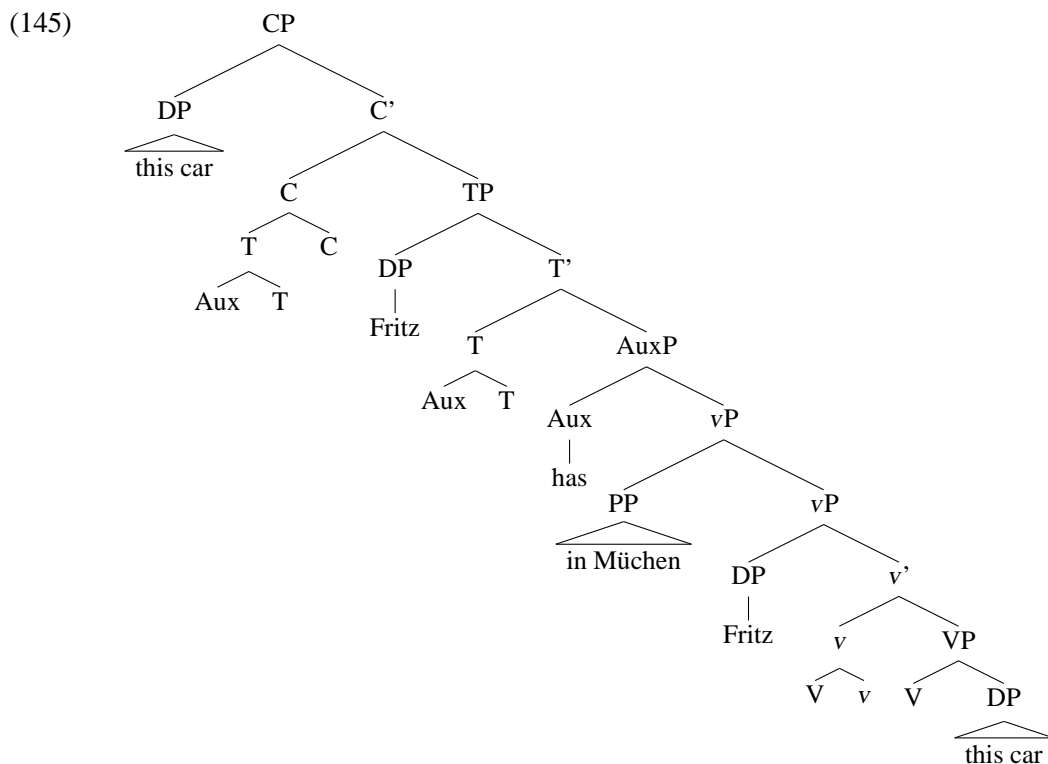 (145) CP
DP C’
this car
C TP
T C
DP T’
Aux T
Fritz
T AuxP
Aux T
Aux vP
has
PP vP
in Müchen
DP v’
Fritz
v VP
V v V DP
this car